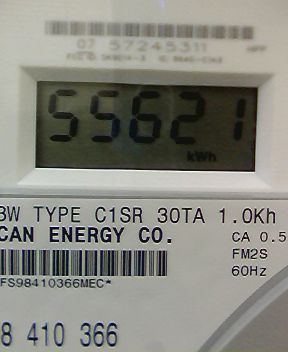 07 57245311
55621
kWh
3W TYPE C1SR 30TA 1.0Kh
CAN ENERGY CO.
CA 0.5
FM2S
60Hz
FS98410366MEC*
8 410 366